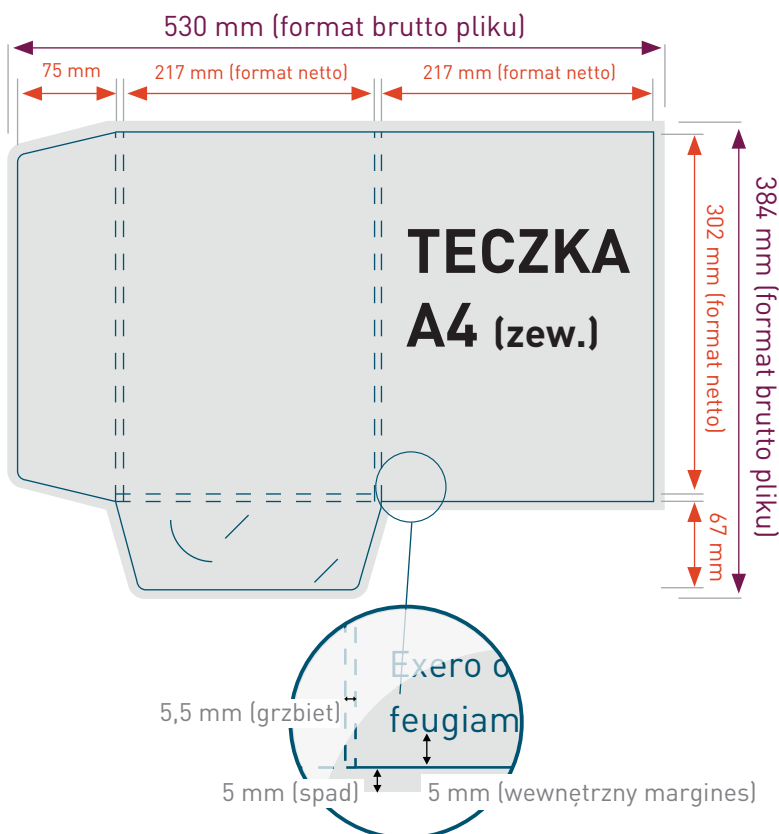 530 mm (format brutto pliku)
75 mm
217 mm (format netto)
217 mm (format netto)
TECZKA
A4 (zew.)
302 mm (format netto)
384 mm (format brutto pliku)
67 mm
Exero o
feugiam
5,5 mm (grzbiet)
5 mm (spad)
5 mm (wewnętrzny margines)